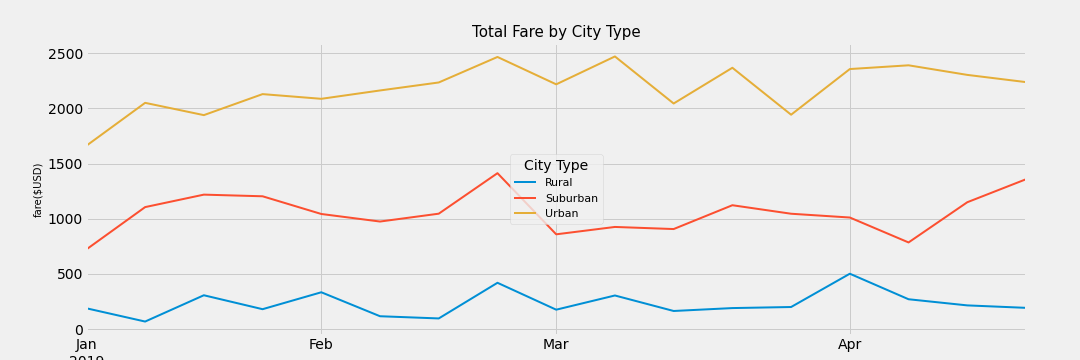 Total Fare by City Type
fare($USD)
2500
2000
1500
1000
500
0
City Type
Rural
Suburban
Urban
Jan Feb Mar Apr
2019